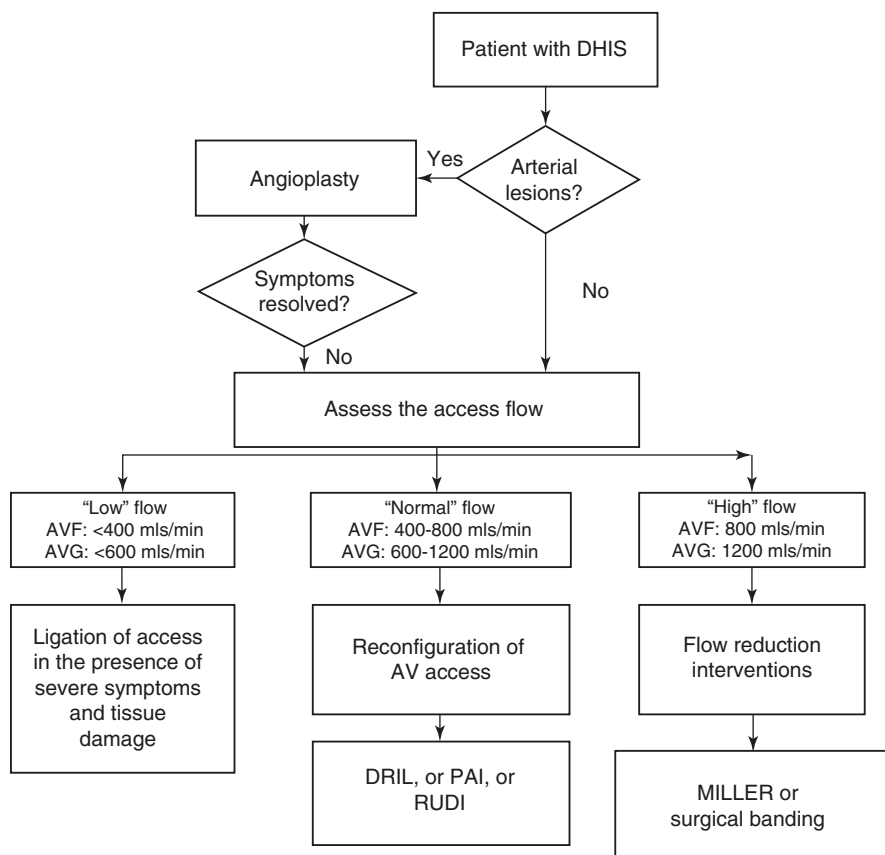 Patient with DHIS
Yes
Arterial
lesions?
Angioplasty
Symptoms
resolved?
No
No
Assess the access flow
“Low” flow
AVF: <400 mls/min
AVG: <600 mls/min
“Normal” flow
AVF: 400-800 mls/min
AVG: 600-1200 mls/min
“High” flow
AVF: 800 mls/min
AVG: 1200 mls/min
Ligation of access
in the presence of
severe symptoms
and tissue
damage
Reconfiguration of
AV access
Flow reduction
interventions
DRIL, or PAI, or
RUDI
MILLER or
surgical banding